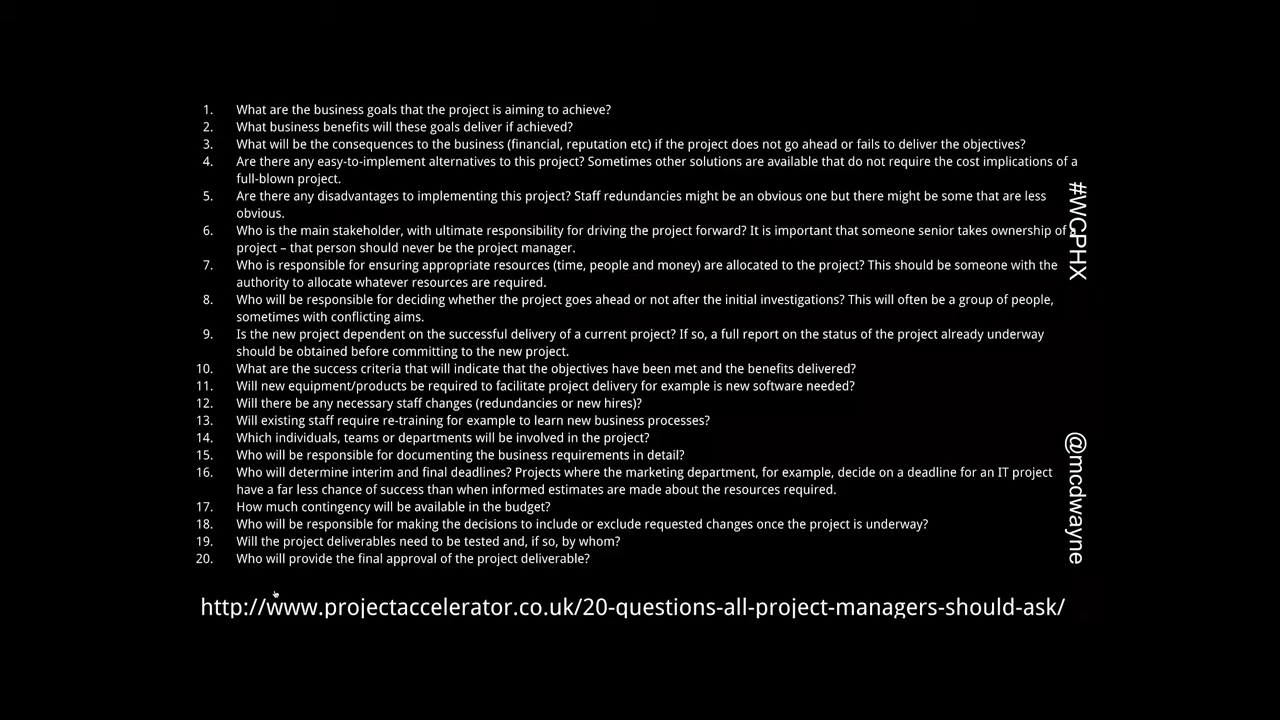 1. What are the business goals that the project is aiming to achieve?
2. What business benefits will these goals deliver if achieved?
3. What will be the consequences to the business (financial, reputation etc) if the project does not go ahead or fails to deliver the objectives?
4. Are there any easy-to-implement alternatives to this project? Sometimes other solutions are available that do not require the cost implications of a
full-blown project.
5. Are there any disadvantages to implementing this project? Staff redundancies might be an obvious one but there might be some that are less
obvious.
6. Who is the main stakeholder, with ultimate responsibility for driving the project forward? It is important that someone senior takes ownership of a
project – that person should never be the project manager.
7. Who is responsible for ensuring appropriate resources (time, people and money) are allocated to the project? This should be someone with the
authority to allocate whatever resources are required.
8. Who will be responsible for deciding whether the project goes ahead or not after the initial investigations? This will often be a group of people,
sometimes with conflicting aims.
9. Is the new project dependent on the successful delivery of a current project? If so, a full report on the status of the project already underway
should be obtained before committing to the new project.
10. What are the success criteria that will indicate that the objectives have been met and the benefits delivered?
11. Will new equipment/products be required to facilitate project delivery for example is new software needed?
12. Will there be any necessary staff changes (redundancies or new hires)?
13. Will existing staff require re-training for example to learn new business processes?
14. Which individuals, teams or departments will be involved in the project?
15. Who will be responsible for documenting the business requirements in detail?
16. Who will determine interim and final deadlines? Projects where the marketing department, for example, decide on a deadline for an IT project
have a far less chance of success than when informed estimates are made about the resources required.
17. How much contingency will be available in the budget?
18. Who will be responsible for making the decisions to include or exclude requested changes once the project is underway?
19. Will the project deliverables need to be tested and, if so, by whom?
20. Who will provide the final approval of the project deliverable?
http://www.projectaccelerator.co.uk/20-questions-all-project-managers-should-ask/
#WCPHX
@mcdwayne